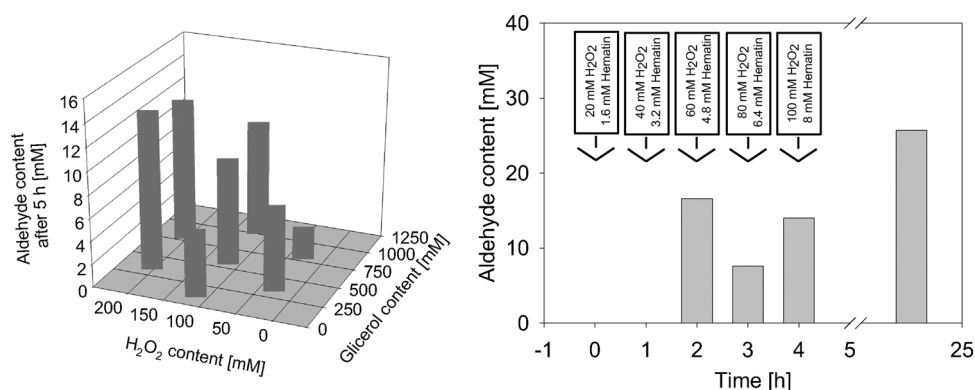 16
14
12
10
8
6
4
2
0
Aldehyde content
after 5 h [mM]
200
150
100
50
0
H2O2 content [mM]
0
250
500
750
1000
1250
Glicerol content [mM]
40
30
20
10
0
Aldehyde content [mM]
20 mM H2O2
1.6 mM Hematin
40 mM H2O2
3.2 mM Hematin
60 mM H2O2
4.8 mM Hematin
80 mM H2O2
6.4 mM Hematin
100 mM H2O2
8 mM Hematin
-1 0 1 2 3 4 5 25
Time [h]